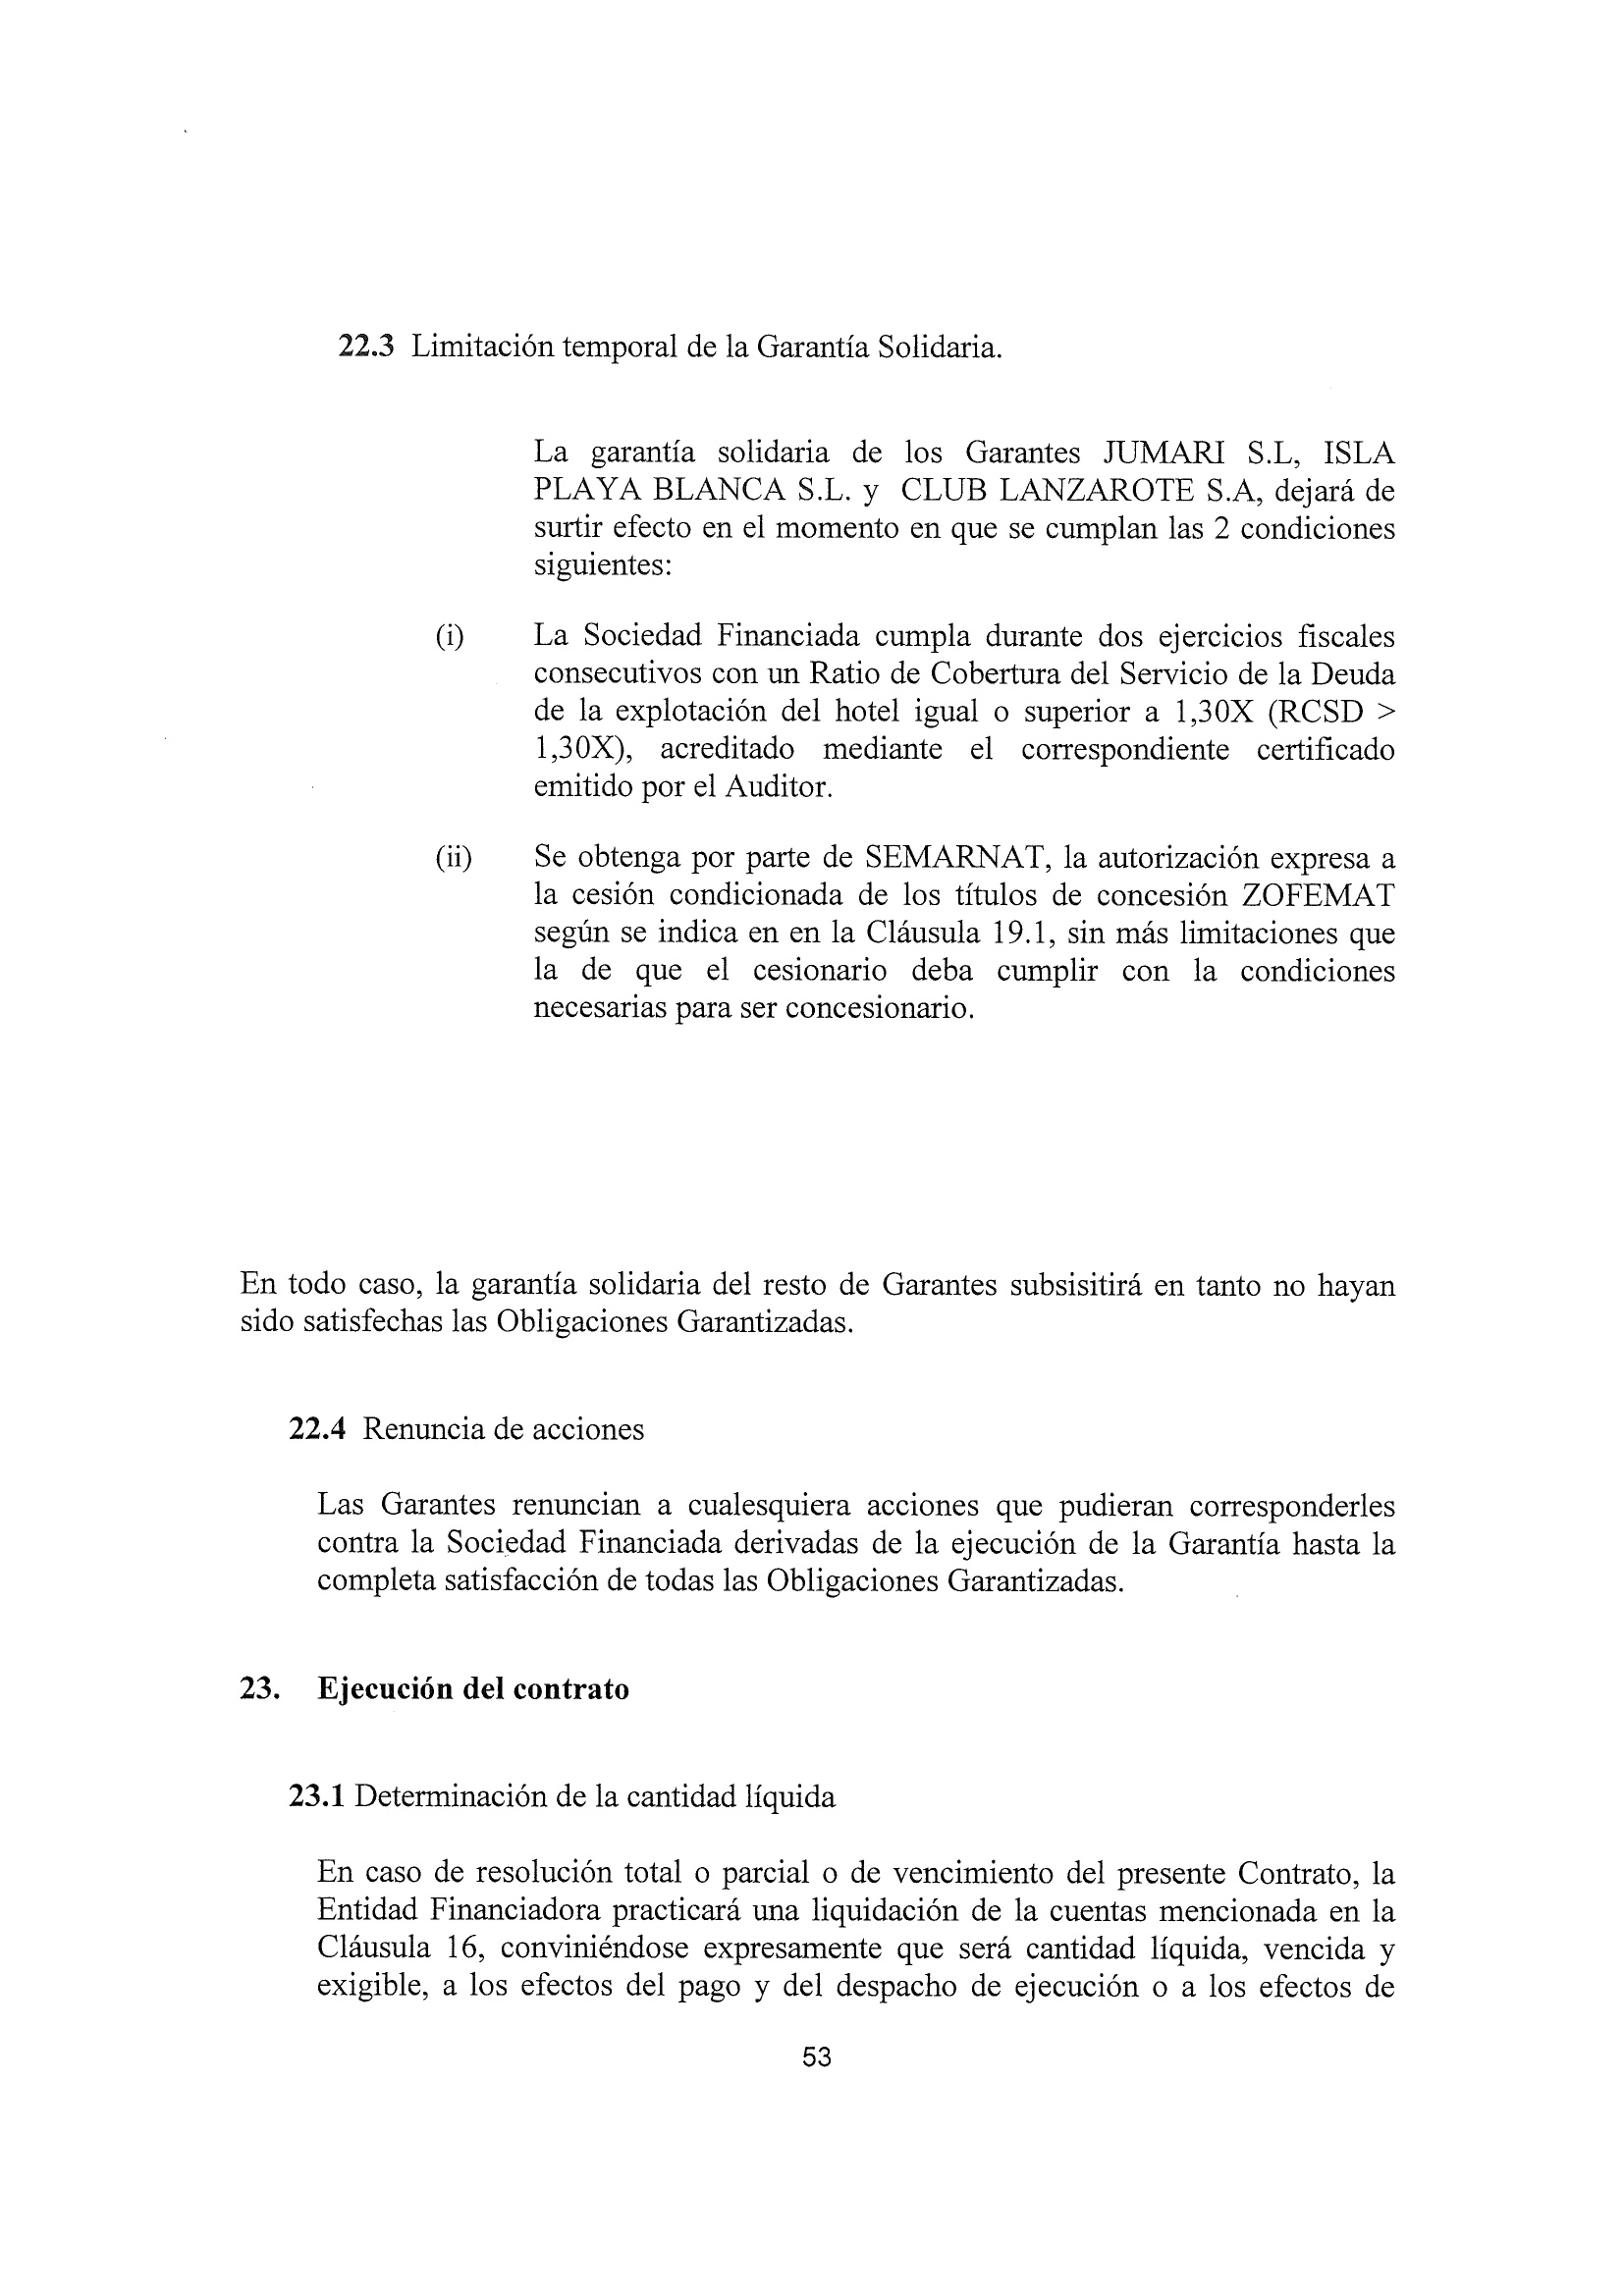 22.3 Limitación temporal de la Garantía Solidaria.
La garantía solidaria de los Garantes JUMARI S.L, ISLA
PLAYA BLANCA S.L. y CLUB LANZAROTE S.A, dejará de
surtir efecto en el momento en que se cumplan las 2 condiciones
siguientes:
(i) La Sociedad Financiada cumpla durante dos ejercicios fiscales
consecutivos con un Ratio de Cobertura del Servicio de la Deuda
de la explotación del hotel igual o superior a 1,30X (RCSD >
1,30X), acreditado mediante el correspondiente certificado
emitido por el Auditor.
(ii) Se obtenga por parte de SEMARNAT, la autorización expresa a
la cesión condicionada de los títulos de concesión ZOFEMAT
según se indica en en la Cláusula 19.1, sin más limitaciones que
la de que el cesionario deba cumplir con la condiciones
necesarias para ser concesionario.
En todo caso, la garantía solidaria del resto de Garantes subsisitirá en tanto no hayan
sido satisfechas las Obligaciones Garantizadas.
22.4 Renuncia de acciones
Las Garantes renuncian a cualesquiera acciones que pudieran corresponderles
contra la Sociedad Financiada derivadas de la ejecución de la Garantía hasta la
completa satisfacción de todas las Obligaciones Garantizadas.
23. Ejecución del contrato
23.1 Determinación de la cantidad líquida
En caso de resolución total o parcial o de vencimiento del presente Contrato, la
Entidad Financiadora practicará una liquidación de la cuentas mencionada en la
Cláusula 16, conviniéndose expresamente que será cantidad líquida, vencida y
exigible, a los efectos del pago y del despacho de ejecución o a los efectos de
53